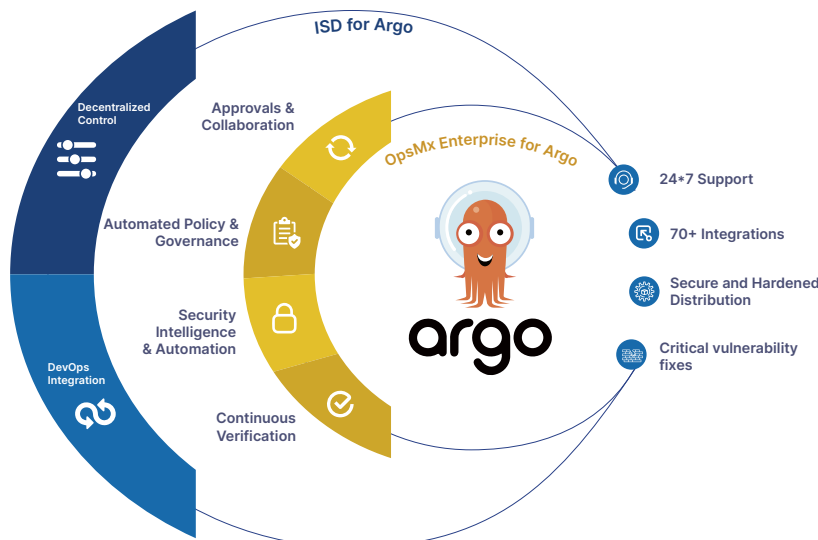 ISD for Argo
Decentralized
Control
Approvals &
Collaboration
OpsMx Enterprise for Argo
24*7 Support
Automated Policy &
Governance
70+ Integrations
Secure and Hardened
Distribution
Security
Intelligence
& Automation
argo
Critical vulnerability
fixes
DevOps
Integration
Continuous
Verification